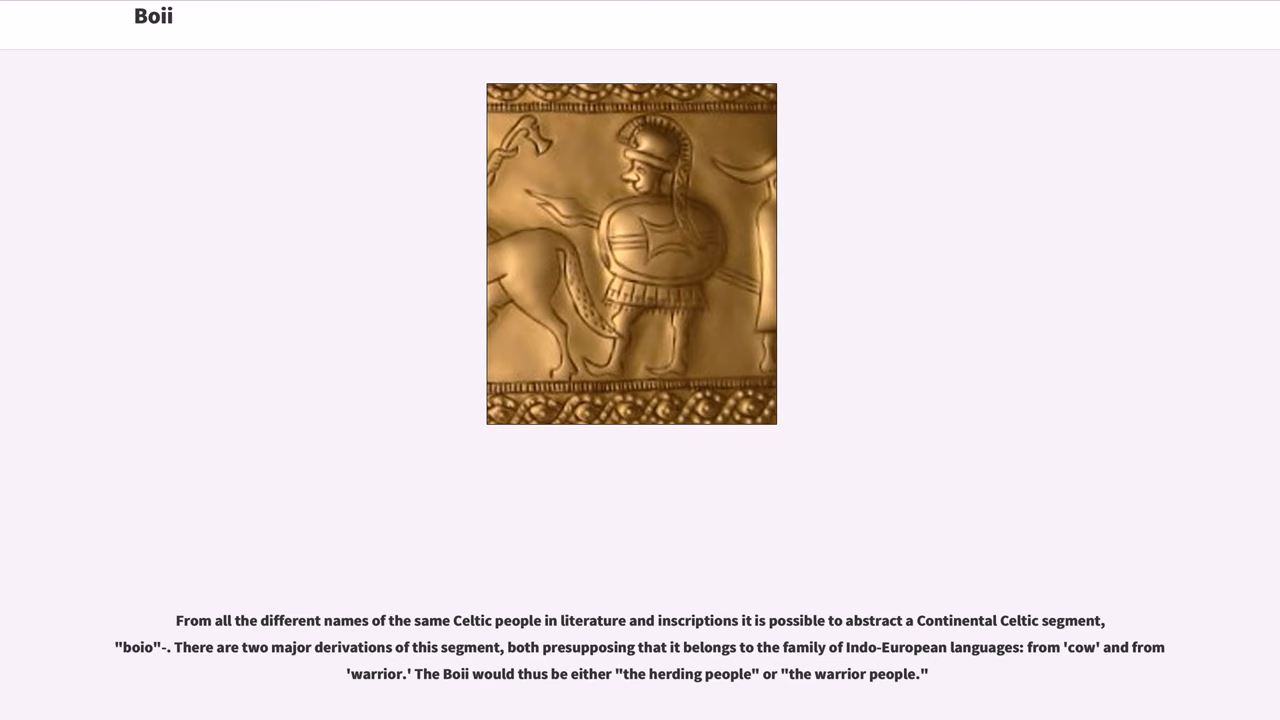 Boii
From all the different names of the same Celtic people in literature and inscriptions it is possible to abstract a Continental Celtic segment,
"boio"-. There are two major derivations of this segment, both presupposing that it belongs to the family of Indo-European languages: from 'cow' and from
'warrior.' The Boii would thus be either "the herding people" or "the warrior people."